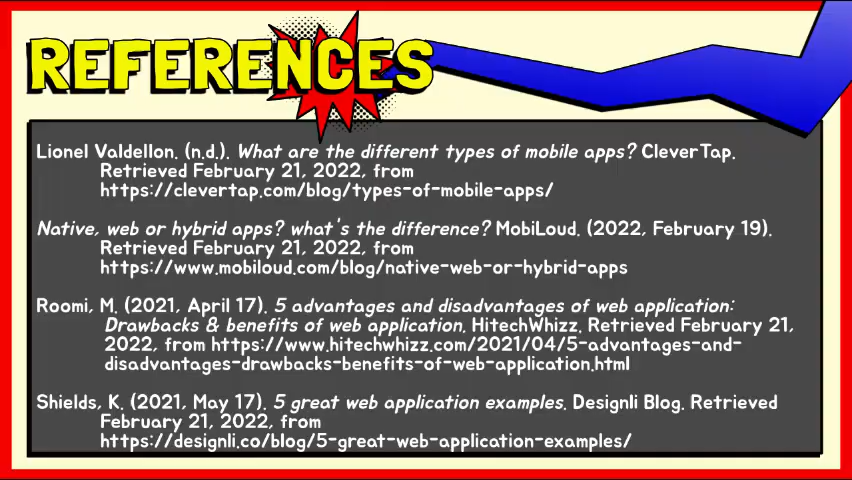 REFERENCES
Lionel Valdellon. (n.d.). What are the different types of mobile apps? CleverTap.
Retrieved February 21, 2022, from
https://clevertap.com/blog/types-of-mobile-apps/
Native, web or hybrid apps? what's the difference? MobiLoud. (2022, February 19).
Retrieved February 21, 2022, from
https://www.mobiloud.com/blog/native-web-or-hybrid-apps
Roomi, M. (2021, April 17). 5 advantages and disadvantages of web application:
Drawbacks & benefits of web application. HitechWhizz. Retrieved February 21,
2022, from https://www.hitechwhizz.com/2021/04/5-advantages-and-
disadvantages-drawbacks-benefits-of-web-application.html
Shields, K. (2021, May 17). 5 great web application examples. Designli Blog. Retrieved
February 21, 2022, from
https://designli.co/blog/5-great-web-application-examples/